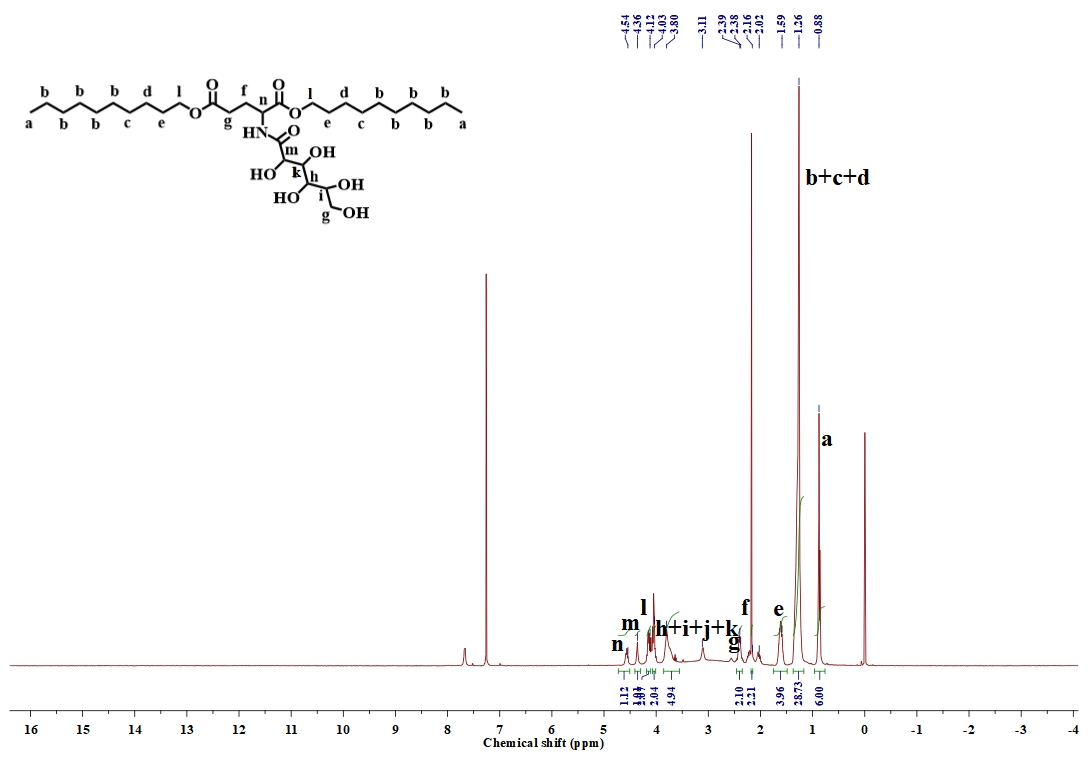 4.54 4.36 4.12 4.03 3.80 3.11 2.39 2.38 2.16 2.02 1.59 1.26 0.88
O f O
b b b d l n l d b b b
a b b c e O g O e c b b a
HN O
m OH
HO k h
HO i OH
g OH
b+c+d
a
n m l h+i+j+k g f e
1.12 2.04 4.94 2.10 2.21 3.96 28.73 6.00
16 15 14 13 12 11 10 9 8 7 6 5 4 3 2 1 0 -1 -2 -3 -4
Chemical shift (ppm)